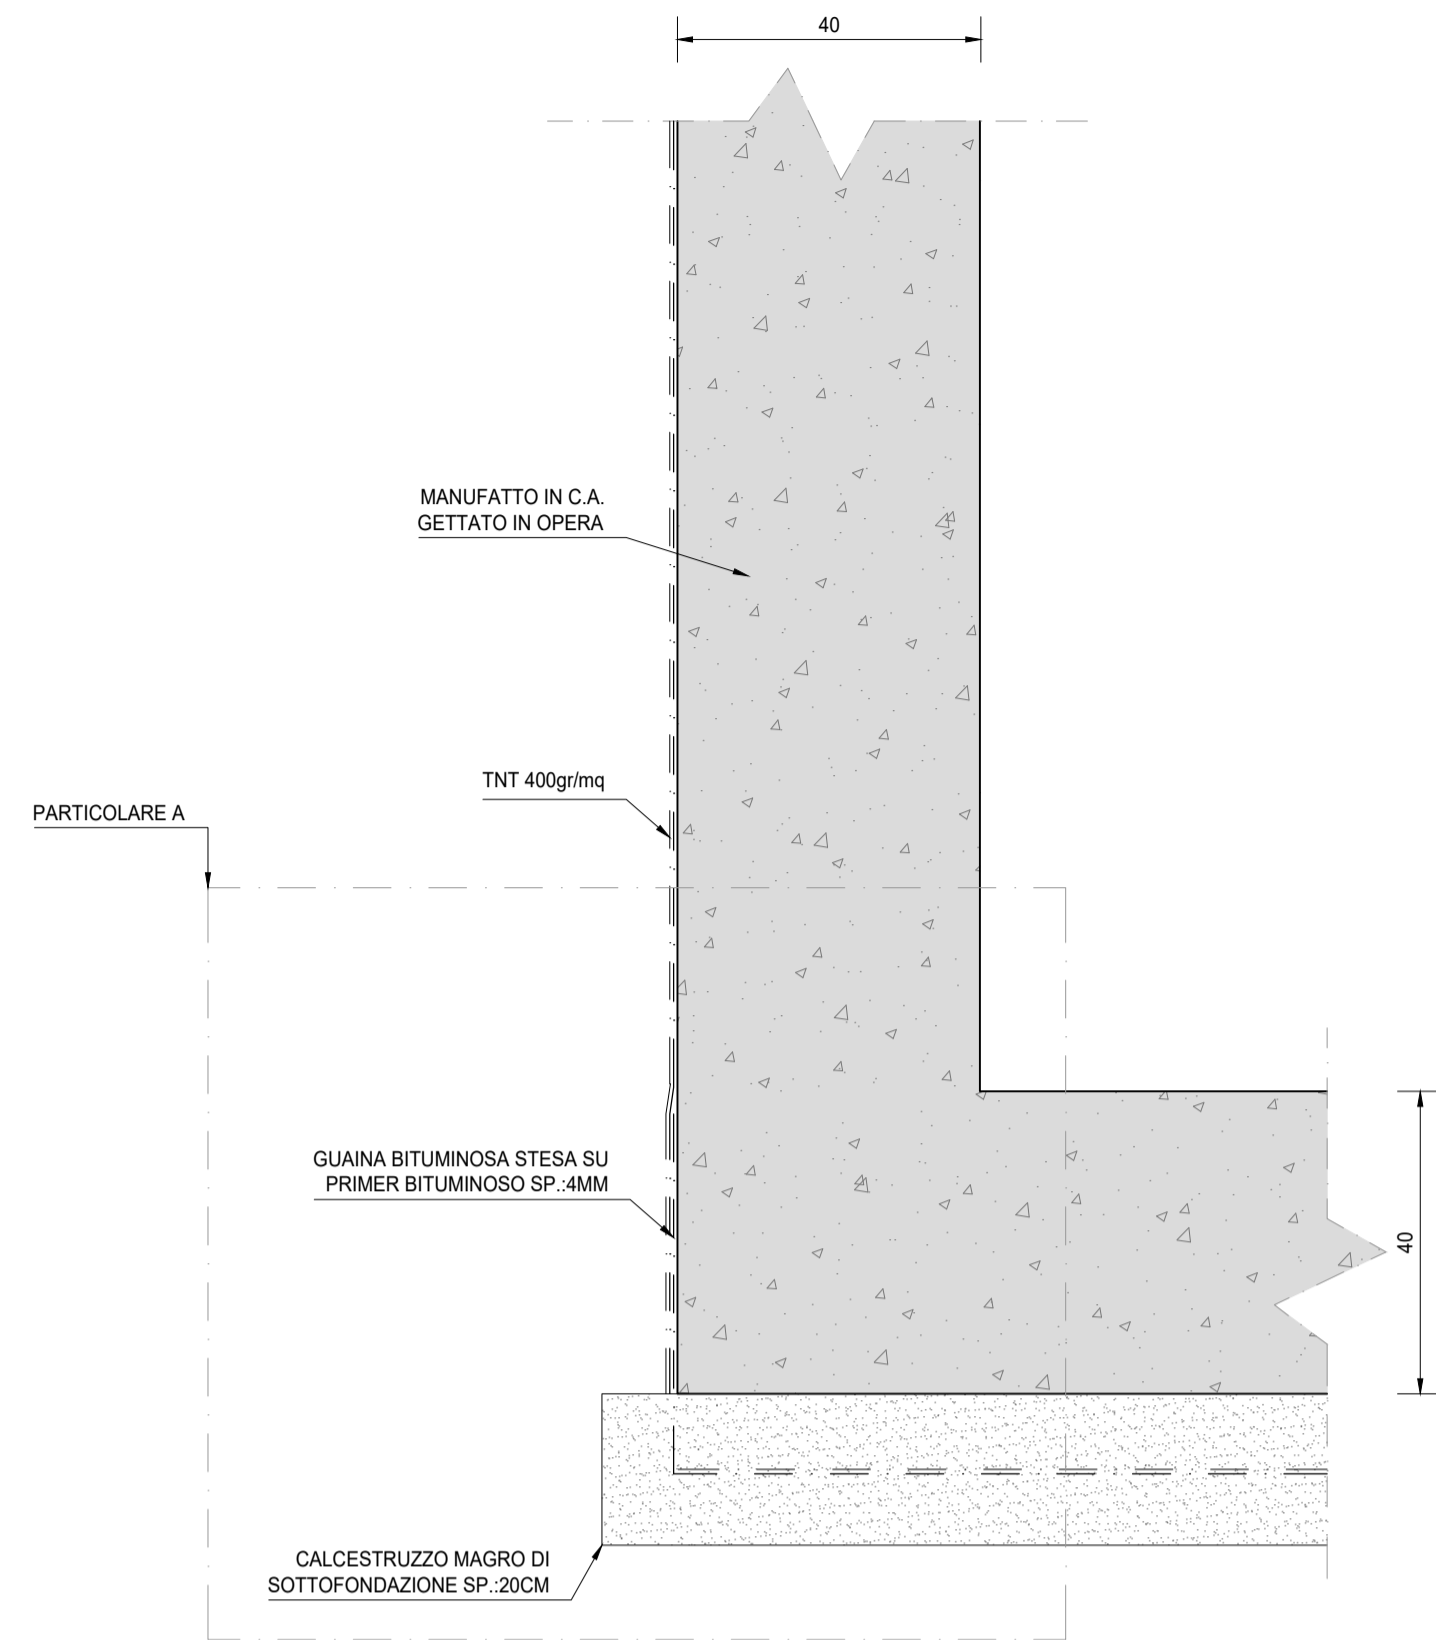 40
MANUFATTO IN C.A.
GETTATO IN OPERA
TNT 400gr/mq
PARTICOLARE A
GUAINA BITUMINOSA STESA SU
PRIMER BITUMINOSO SP.:4MM
40
CALCESTRUZZO MAGRO DI
SOTTOFONDAZIONE SP.:20CM